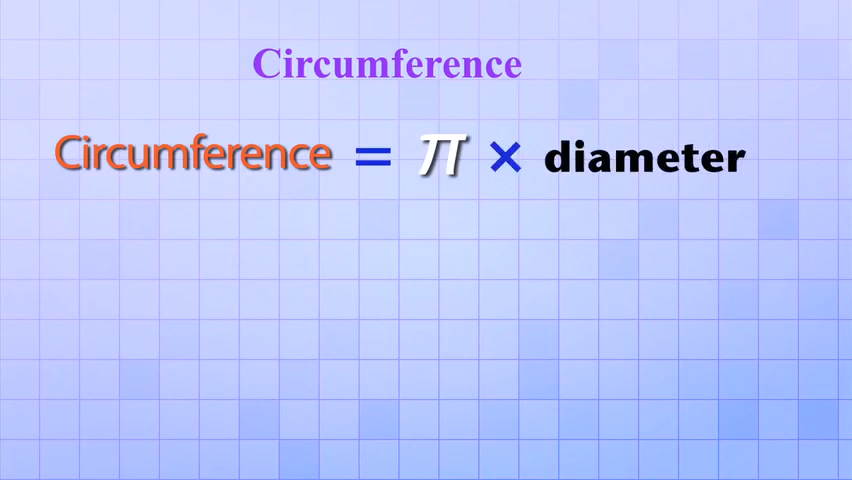 Circumference
Circumference = π × diameter